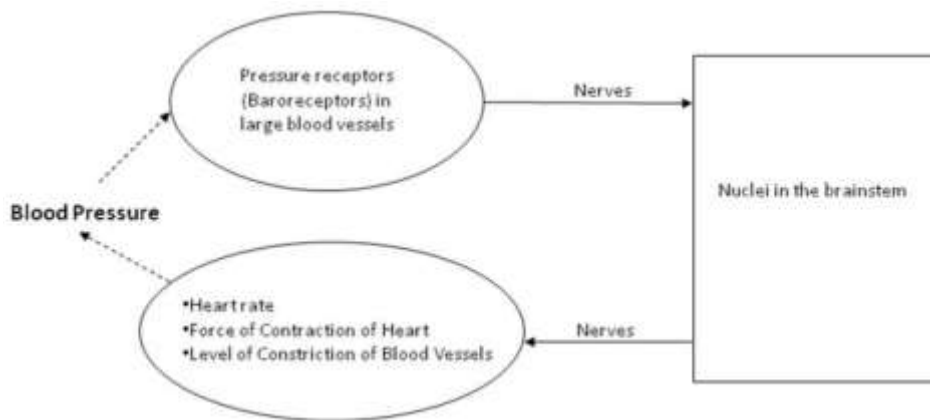 Pressure receptors
(Baroreceptors) in
large blood vessels
Nerves
Nuclei in the brainstem
Blood Pressure
•Heart rate
•Force of Contraction of Heart
•Level of Constriction of Blood Vessels
Nerves